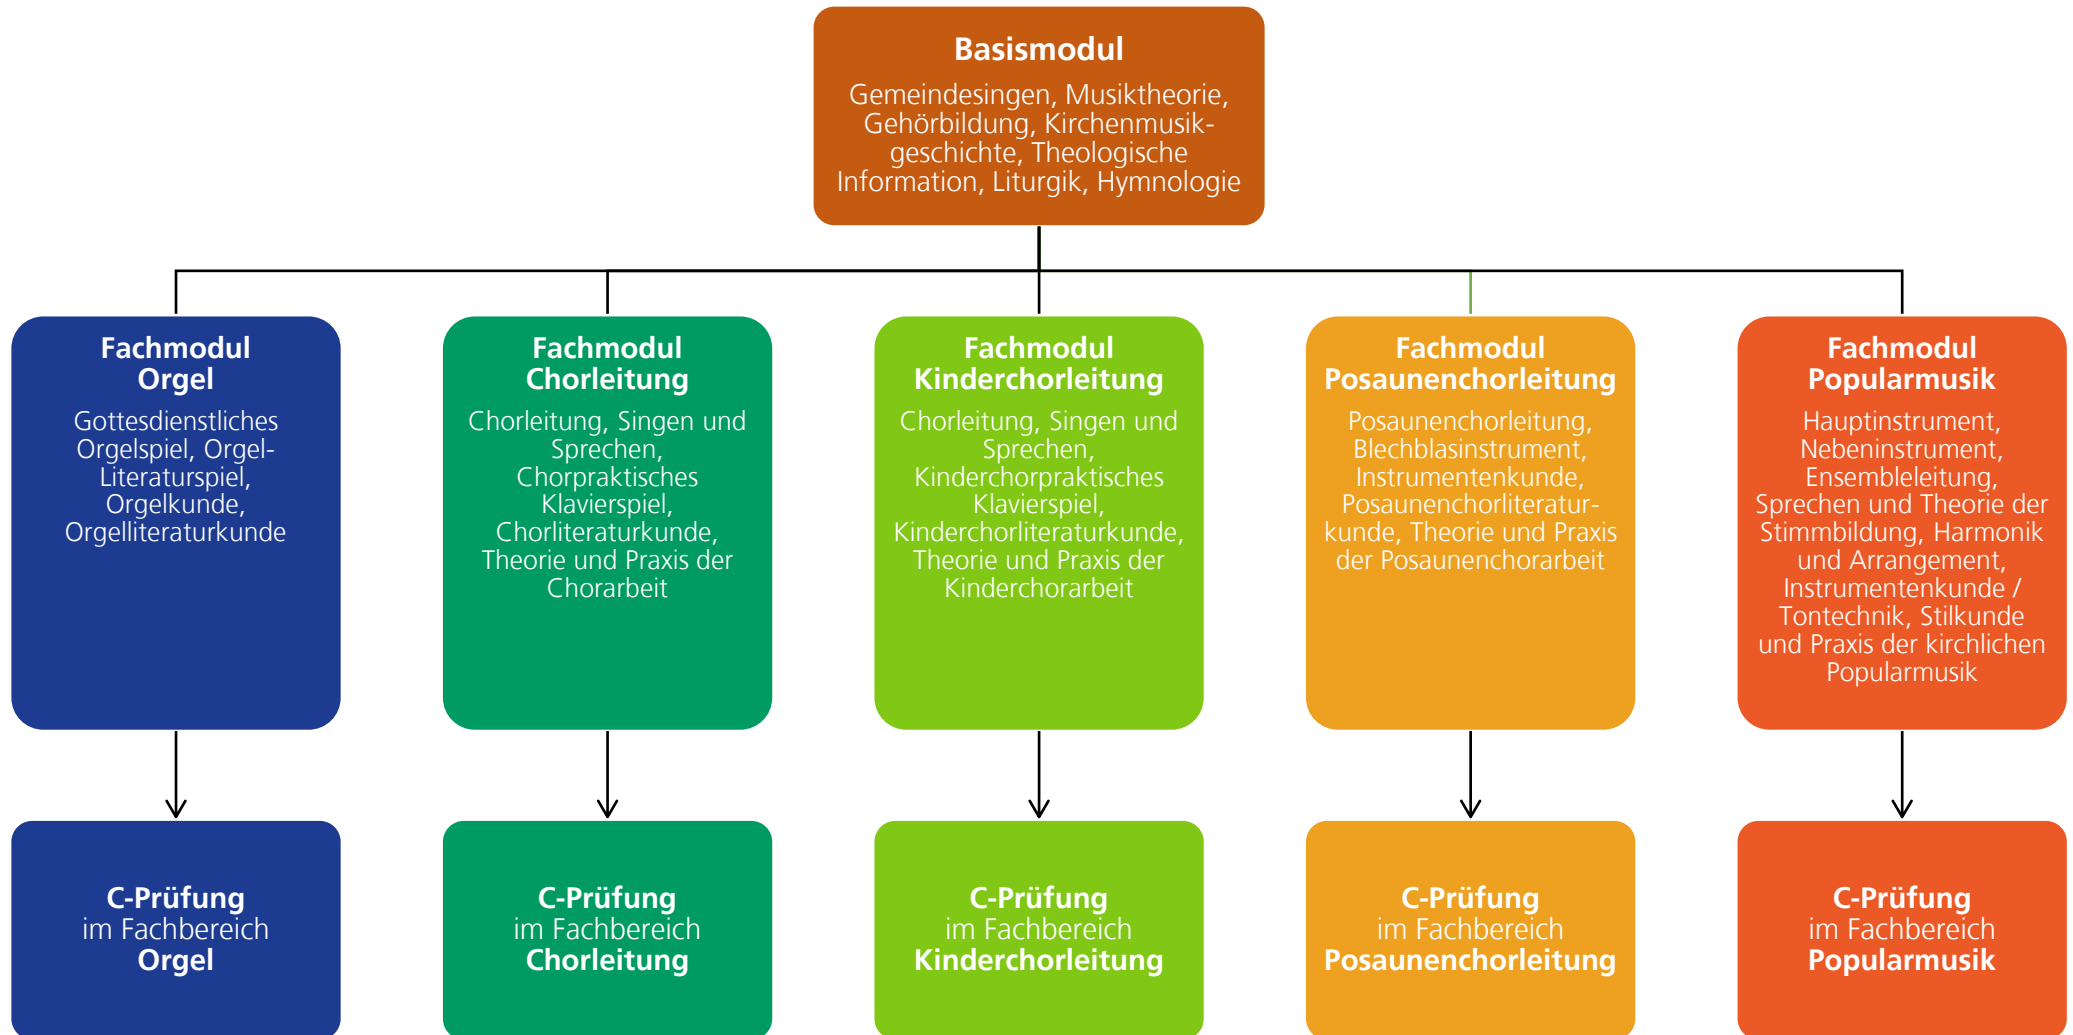 Basismodul
Gemeindesingen, Musiktheorie,
Gehörbildung, Kirchenmusik-
geschichte, Theologische
Information, Liturgik, Hymnologie
Fachmodul
Orgel
Gottesdienstliches
Orgelspiel, Orgel-
Literaturspiel,
Orgelkunde,
Orgelliteraturkunde
Fachmodul
Chorleitung
Chorleitung, Singen und
Sprechen,
Chorpraktisches
Klavierspiel,
Chorliteraturkunde,
Theorie und Praxis der
Chorarbeit
Fachmodul
Kinderchorleitung
Chorleitung, Singen und
Sprechen,
Kinderchorpraktisches
Klavierspiel,
Kinderchorliteraturkunde,
Theorie und Praxis der
Kinderchorarbeit
Fachmodul
Posaunenchorleitung
Posaunenchorleitung,
Blechblasinstrument,
Instrumentenkunde,
Posaunenchorliteratur-
kunde, Theorie und Praxis
der Posaunenchorarbeit
Fachmodul
Popularmusik
Hauptinstrument,
Nebeninstrument,
Ensembleleitung,
Sprechen und Theorie der
Stimmbildung, Harmonik
und Arrangement,
Instrumentenkunde /
Tontechnik, Stilkunde
und Praxis der kirchlichen
Popularmusik
C-Prüfung
im Fachbereich
Orgel
C-Prüfung
im Fachbereich
Chorleitung
C-Prüfung
im Fachbereich
Kinderchorleitung
C-Prüfung
im Fachbereich
Posaunenchorleitung
C-Prüfung
im Fachbereich
Popularmusik